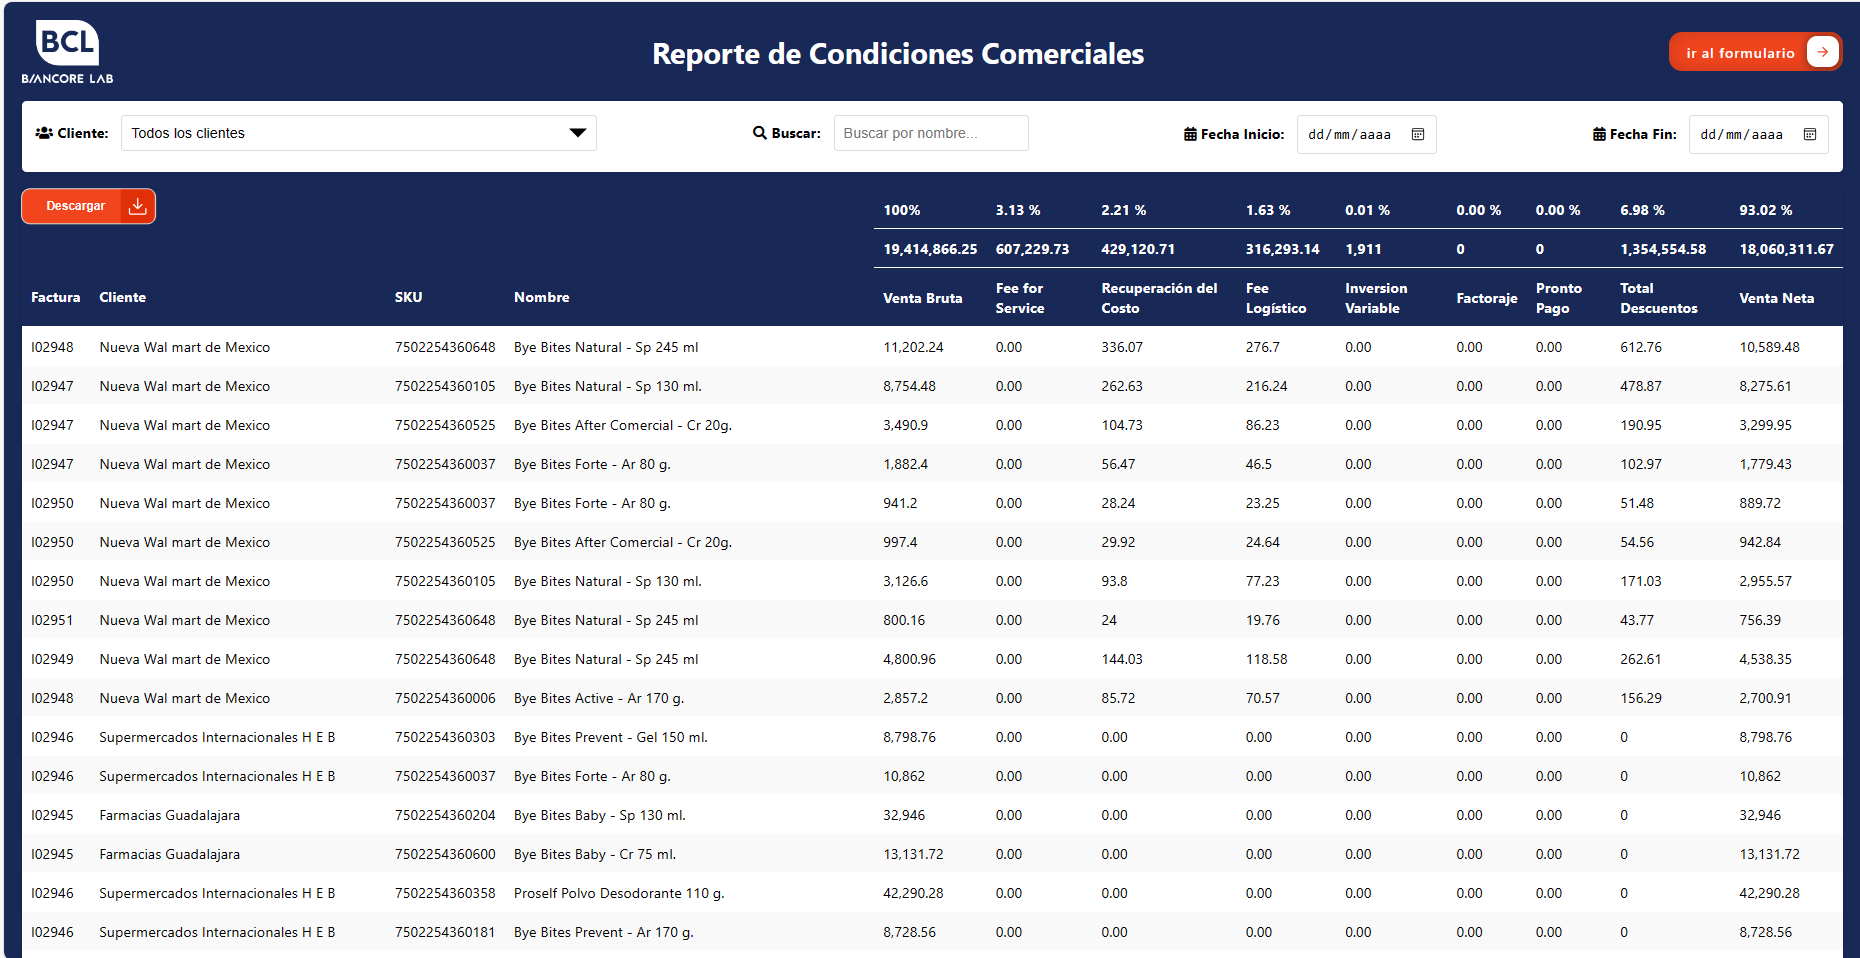 BCL
BIANCORE LAB
Reporte de Condiciones Comerciales
ir al formulario
Cliente: Todos los clientes Buscar: Buscar por nombre... Fecha Inicio: dd/mm/aaaa Fecha Fin: dd/mm/aaaa
Descargar
100% 3.13 % 2.21 % 1.63 % 0.01 % 0.00 % 0.00 % 6.98 % 93.02 %
19,414,866.25 607,229.73 429,120.71 316,293.14 1,911 0 0 1,354,554.58 18,060,311.67
Factura Cliente SKU Nombre Venta Bruta Fee for Service Recuperación del Costo Fee Logístico Inversion Variable Factoraje Pronto Pago Total Descuentos Venta Neta
I02948 Nueva Wal mart de Mexico 7502254360648 Bye Bites Natural - Sp 245 ml 11,202.24 0.00 336.07 276.7 0.00 0.00 0.00 612.76 10,589.48
I02947 Nueva Wal mart de Mexico 7502254360105 Bye Bites Natural - Sp 130 ml. 8,754.48 0.00 262.63 216.24 0.00 0.00 0.00 478.87 8,275.61
I02947 Nueva Wal mart de Mexico 7502254360525 Bye Bites After Comercial - Cr 20g. 3,490.9 0.00 104.73 86.23 0.00 0.00 0.00 190.95 3,299.95
I02947 Nueva Wal mart de Mexico 7502254360037 Bye Bites Forte - Ar 80 g. 1,882.4 0.00 56.47 46.5 0.00 0.00 0.00 102.97 1,779.43
I02950 Nueva Wal mart de Mexico 7502254360037 Bye Bites Forte - Ar 80 g. 941.2 0.00 28.24 23.25 0.00 0.00 0.00 51.48 889.72
I02950 Nueva Wal mart de Mexico 7502254360525 Bye Bites After Comercial - Cr 20g. 997.4 0.00 29.92 24.64 0.00 0.00 0.00 54.56 942.84
I02950 Nueva Wal mart de Mexico 7502254360105 Bye Bites Natural - Sp 130 ml. 3,126.6 0.00 93.8 77.23 0.00 0.00 0.00 171.03 2,955.57
I02951 Nueva Wal mart de Mexico 7502254360648 Bye Bites Natural - Sp 245 ml 800.16 0.00 24 19.76 0.00 0.00 0.00 43.77 756.39
I02949 Nueva Wal mart de Mexico 7502254360648 Bye Bites Natural - Sp 245 ml 4,800.96 0.00 144.03 118.58 0.00 0.00 0.00 262.61 4,538.35
I02948 Nueva Wal mart de Mexico 7502254360006 Bye Bites Active - Ar 170 g. 2,857.2 0.00 85.72 70.57 0.00 0.00 0.00 156.29 2,700.91
I02946 Supermercados Internacionales H E B 7502254360303 Bye Bites Prevent - Gel 150 ml. 8,798.76 0.00 0.00 0.00 0.00 0.00 0.00 0 8,798.76
I02946 Supermercados Internacionales H E B 7502254360037 Bye Bites Forte - Ar 80 g. 10,862 0.00 0.00 0.00 0.00 0.00 0.00 0 10,862
I02945 Farmacias Guadalajara 7502254360204 Bye Bites Baby - Sp 130 ml. 32,946 0.00 0.00 0.00 0.00 0.00 0.00 0 32,946
I02945 Farmacias Guadalajara 7502254360600 Bye Bites Baby - Cr 75 ml. 13,131.72 0.00 0.00 0.00 0.00 0.00 0.00 0 13,131.72
I02946 Supermercados Internacionales H E B 7502254360358 Proself Polvo Desodorante 110 g. 42,290.28 0.00 0.00 0.00 0.00 0.00 0.00 0 42,290.28
I02946 Supermercados Internacionales H E B 7502254360181 Bye Bites Prevent - Ar 170 g. 8,728.56 0.00 0.00 0.00 0.00 0.00 0.00 0 8,728.56